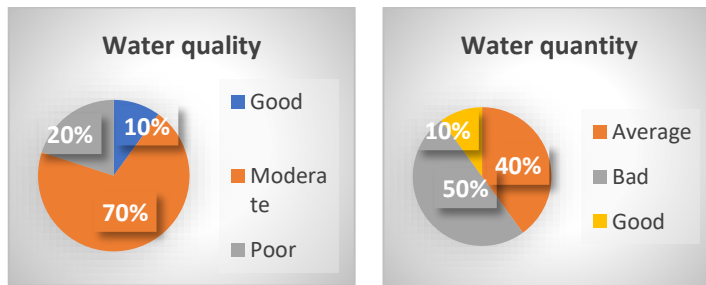 Water quality
20%
10%
70%
Good
Modera
te
Poor
Water quantity
10%
40%
50%
Average
Bad
Good